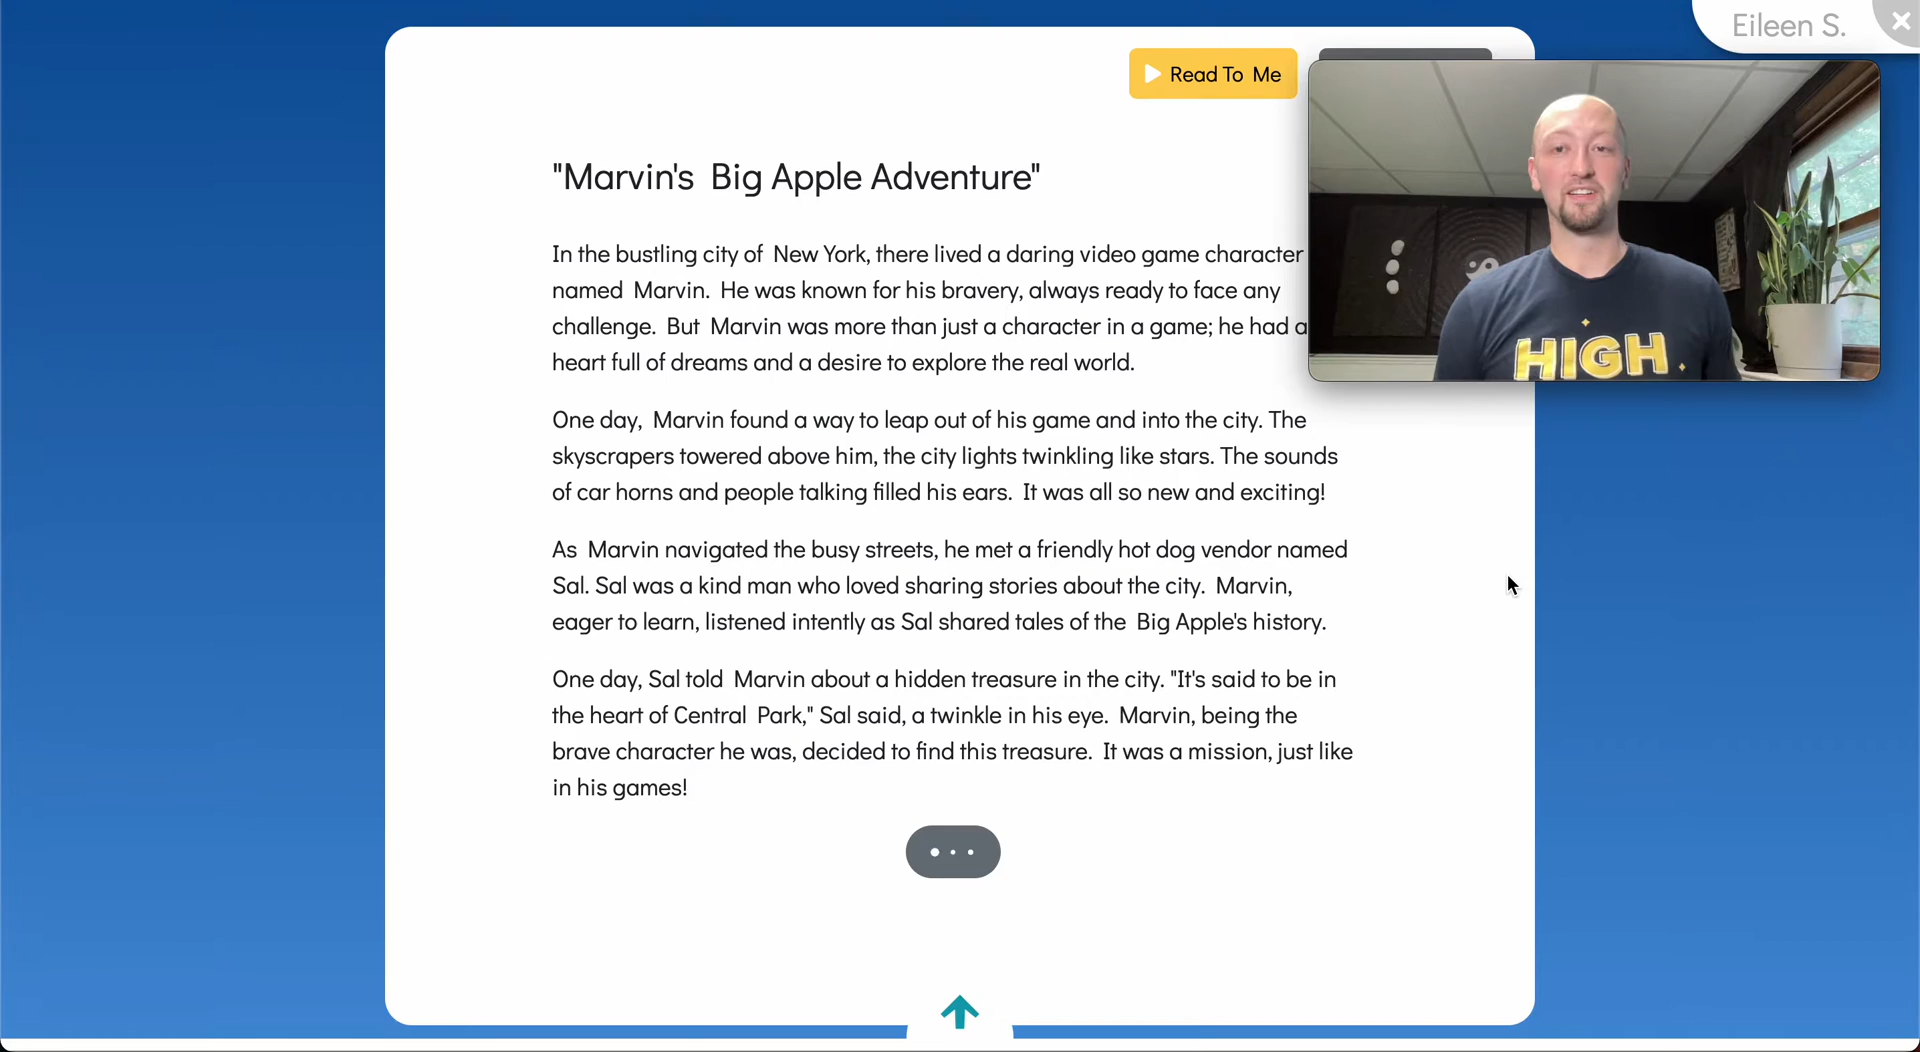 Eileen S.
Read To Me
"Marvin's Big Apple Adventure"
In the bustling city of New York, there lived a daring video game character
named Marvin. He was known for his bravery, always ready to face any
challenge. But Marvin was more than just a character in a game; he had a
heart full of dreams and a desire to explore the real world.
One day, Marvin found a way to leap out of his game and into the city. The
skyscrapers towered above him, the city lights twinkling like stars. The sounds
of car horns and people talking filled his ears. It was all so new and exciting!
As Marvin navigated the busy streets, he met a friendly hot dog vendor named
Sal. Sal was a kind man who loved sharing stories about the city. Marvin,
eager to learn, listened intently as Sal shared tales of the Big Apple's history.
One day, Sal told Marvin about a hidden treasure in the city. "It's said to be in
the heart of Central Park," Sal said, a twinkle in his eye. Marvin, being the
brave character he was, decided to find this treasure. It was a mission, just like
in his games!
HIGH